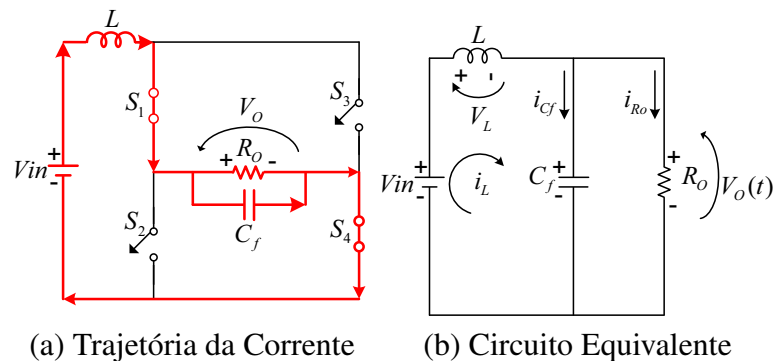 L
S₁
S₃
V_O
R_O
+ -
Vin
+
-
S₂
C_f
S₄
(a) Trajetória da Corrente
L
+ -
V_L
i_Cf
i_Ro
Vin
+
-
i_L
C_f
+
-
R_O
+
-
V_O(t)
(b) Circuito Equivalente